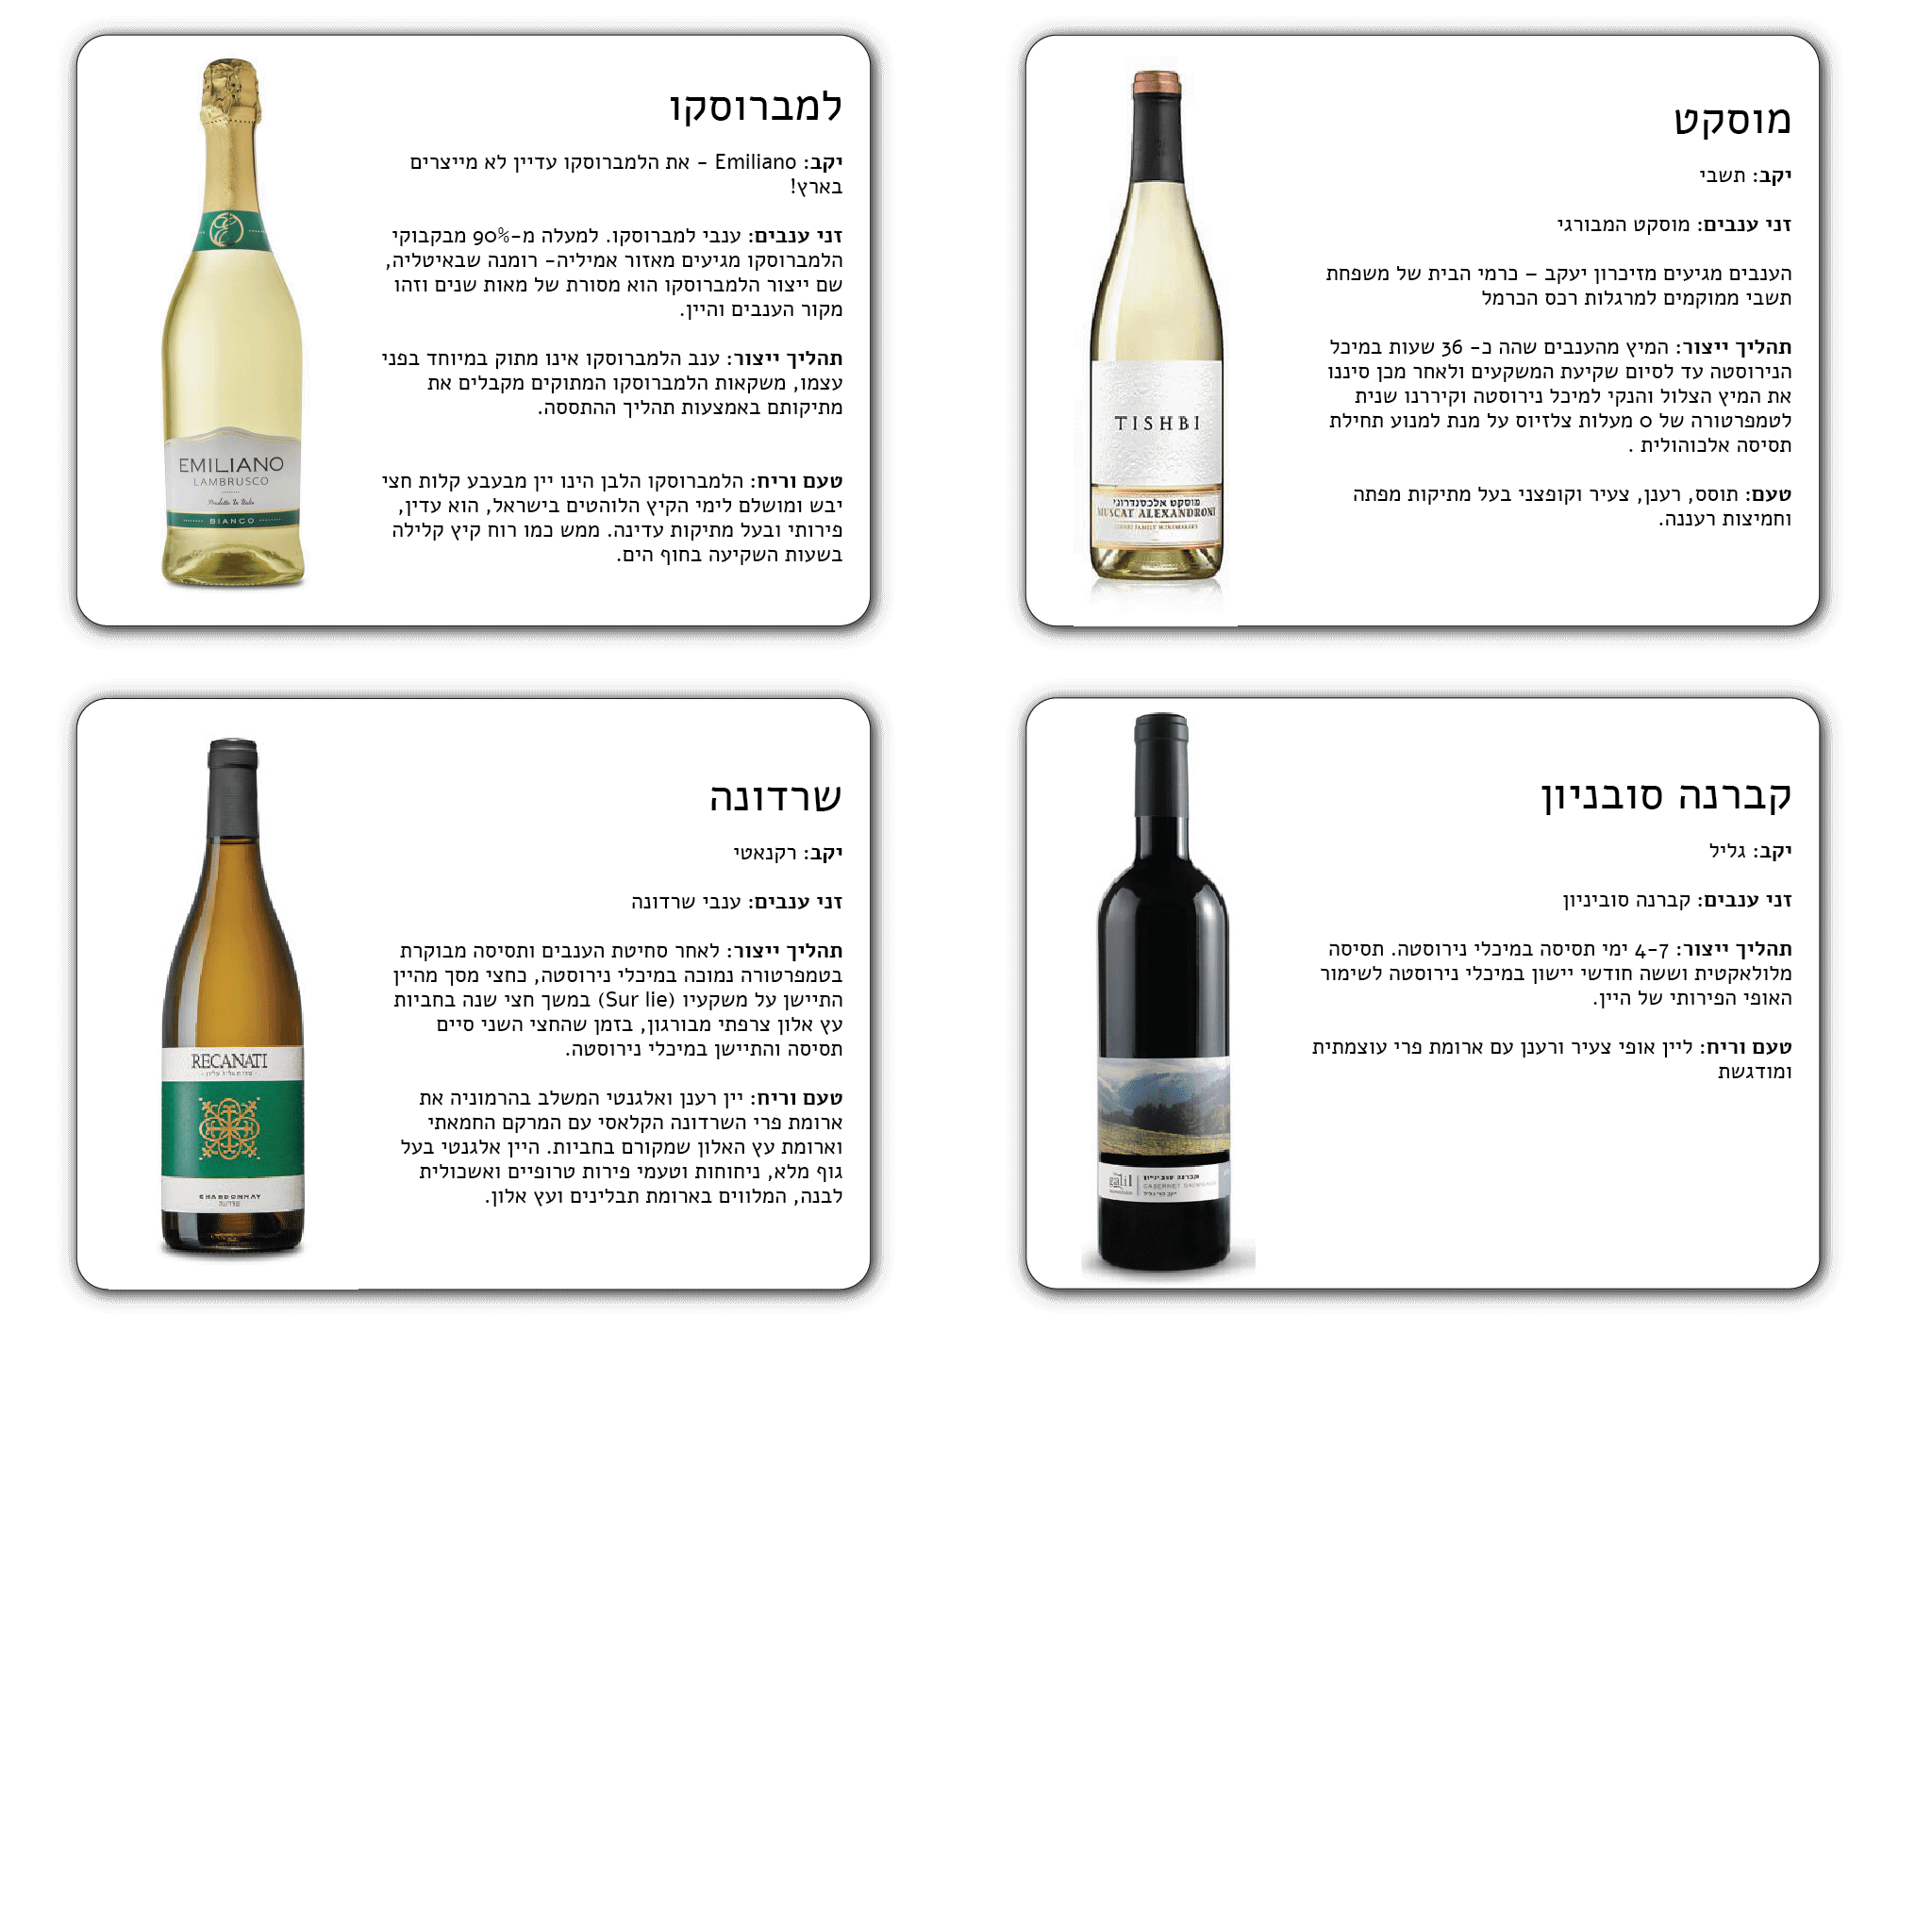 מוסקט
יקב: תשבי
זני ענבים: מוסקט המבורגי
הענבים מגיעים מזיכרון יעקב – כרמי הבית של משפחת
תשבי ממוקמים למרגלות רכס הכרמל
תהליך ייצור: המיץ מהענבים שהה כ- 36 שעות במיכל
הנירוסטה עד לסיום שקיעת המשקעים ולאחר מכן סיננו
את המיץ הצלול והנקי למיכל נירוסטה וקיררנו שנית
לטמפרטורה של 0 מעלות צלזיוס על מנת למנוע תחילת
תסיסה אלכוהולית .
טעם: תוסס, רענן, צעיר וקופצני בעל מתיקות מפתה
וחמיצות רעננה.
TISHBI
מוסקט אלכסנדרוני
MUSCAT ALEXANDRONI
TISHBI FAMILY WINEMAKERS
למברוסקו
יקב: Emiliano - את הלמברוסקו עדיין לא מייצרים
בארץ!
זני ענבים: ענבי למברוסקו. למעלה מ-90% מבקבוקי
הלמברוסקו מגיעים מאזור אמיליה- רומנה שבאיטליה,
שם ייצור הלמברוסקו הוא מסורת של מאות שנים וזהו
מקור הענבים והיין.
תהליך ייצור: ענב הלמברוסקו אינו מתוק במיוחד בפני
עצמו, משקאות הלמברוסקו המתוקים מקבלים את
מתיקותם באמצעות תהליך ההתססה.
טעם וריח: הלמברוסקו הלבן הינו יין מבעבע קלות חצי
יבש ומושלם לימי הקיץ הלוהטים בישראל, הוא עדין,
פירותי ובעל מתיקות עדינה. ממש כמו רוח קיץ קלילה
בשעות השקיעה בחוף הים.
E
EMILIANO
LAMBRUSCO
BIANCO
קברנה סובניון
יקב: גליל
זני ענבים: קברנה סוביניון
תהליך ייצור: 4-7 ימי תסיסה במיכלי נירוסטה. תסיסה
מלולאקטית וששה חודשי יישון במיכלי נירוסטה לשימור
האופי הפירותי של היין.
טעם וריח: ליין אופי צעיר ורענן עם ארומת פרי עוצמתית
ומודגשת
galil
קברנה סוביניון
CABERNET SAUVIGNON
יקב הרי גליל
שרדונה
יקב: רקנאטי
זני ענבים: ענבי שרדונה
תהליך ייצור: לאחר סחיטת הענבים ותסיסה מבוקרת
בטמפרטורה נמוכה במיכלי נירוסטה, כחצי מסך מהיין
התיישן על משקעיו (Sur lie) במשך חצי שנה בחביות
עץ אלון צרפתי מבורגון, בזמן שהחצי השני סיים
תסיסה והתיישן במיכלי נירוסטה.
טעם וריח: יין רענן ואלגנטי המשלב בהרמוניה את
ארומת פרי השרדונה הקלאסי עם המרקם החמאתי
וארומת עץ האלון שמקורם בחביות. היין אלגנטי בעל
גוף מלא, ניחוחות וטעמי פירות טרופיים ואשכולית
לבנה, המלווים בארומת תבלינים ועץ אלון.
RECANATI
CHARDONNAY
שרדונה